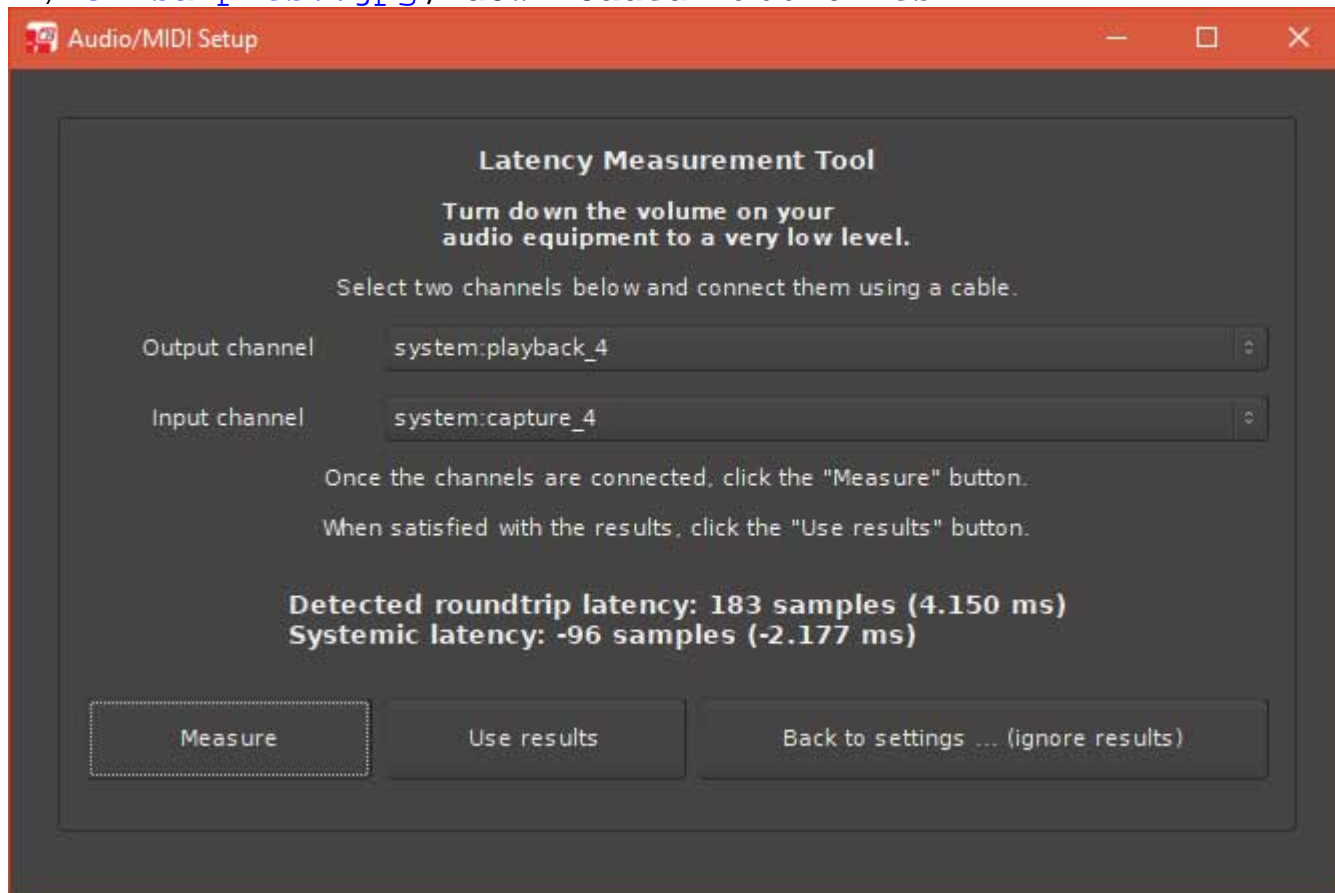 Audio/MIDI Setup
Latency Measurement Tool
Turn down the volume on your
audio equipment to a very low level.
Select two channels below and connect them using a cable.
Output channel system:playback_4
Input channel system:capture_4
Once the channels are connected, click the "Measure" button.
When satisfied with the results, click the "Use results" button.
Detected roundtrip latency: 183 samples (4.150 ms)
Systemic latency: -96 samples (-2.177 ms)
Measure Use results Back to settings ... (ignore results)